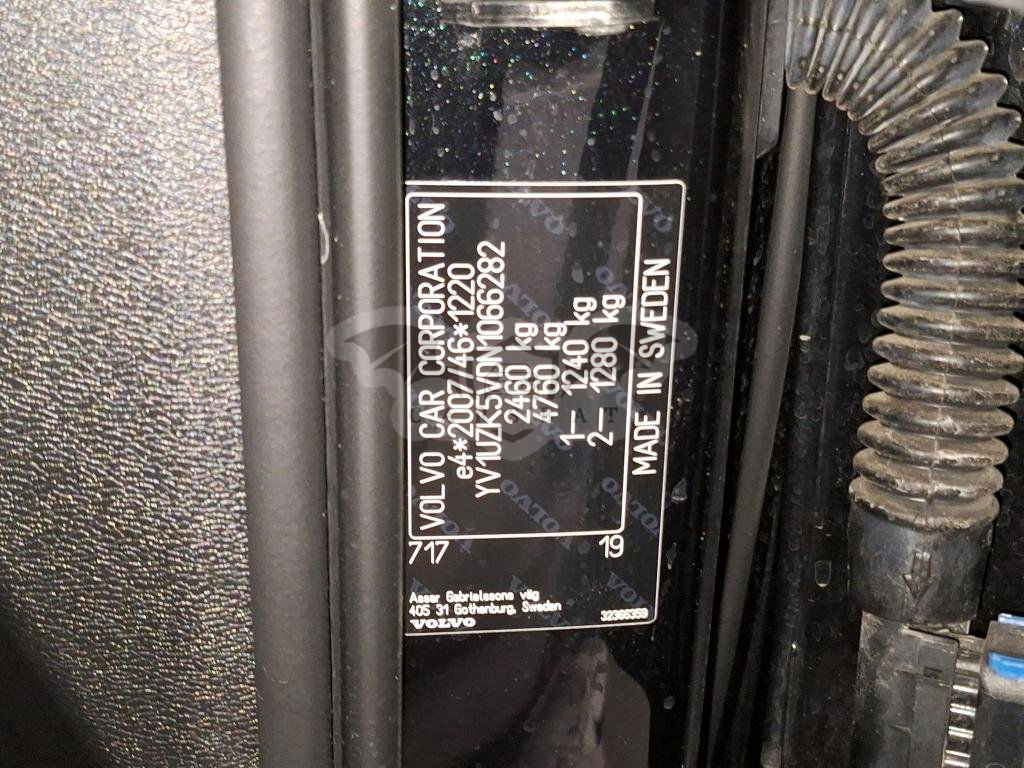 VOLVO CAR CORPORATION
e4*2007/46*1220
YV1UZK5VDN1066282
2460 kg
4760 kg
1– 1240 kg
2– 1280 kg
MADE IN SWEDEN
717
19
Assar Gabrielssons väg
405 31 Gothenburg, Sweden
VOLVO
32365359